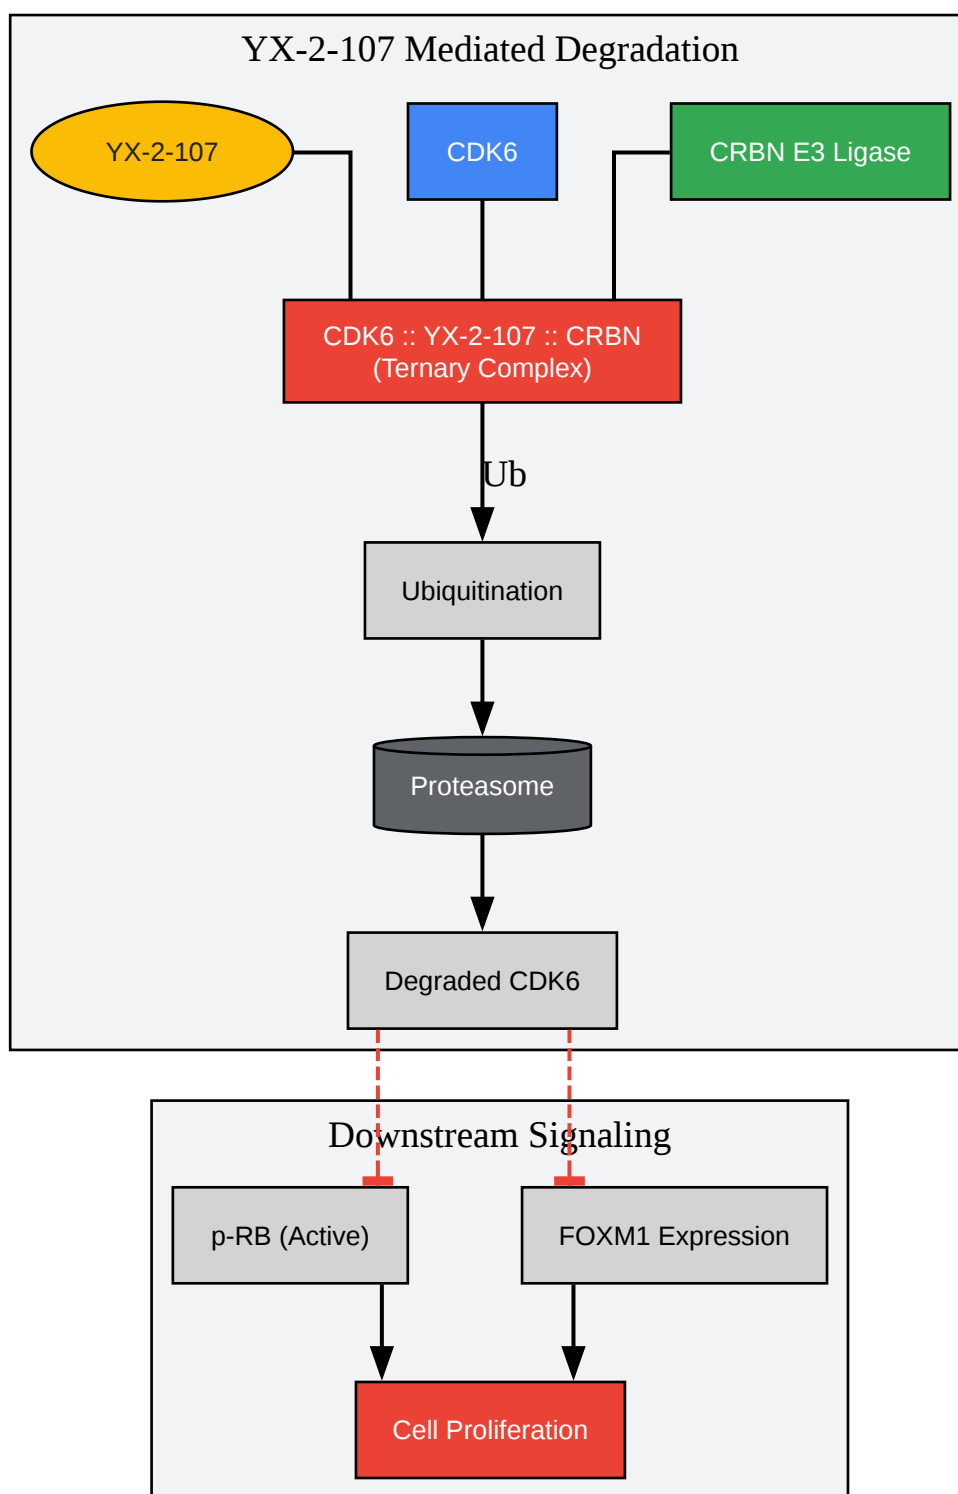 YX-2-107 Mediated Degradation
YX-2-107
CDK6
CRBN E3 Ligase
CDK6 :: YX-2-107 :: CRBN
(Ternary Complex)
Ub
Ubiquitination
Proteasome
Degraded CDK6
Downstream Signaling
p-RB (Active)
FOXM1 Expression
Cell Proliferation